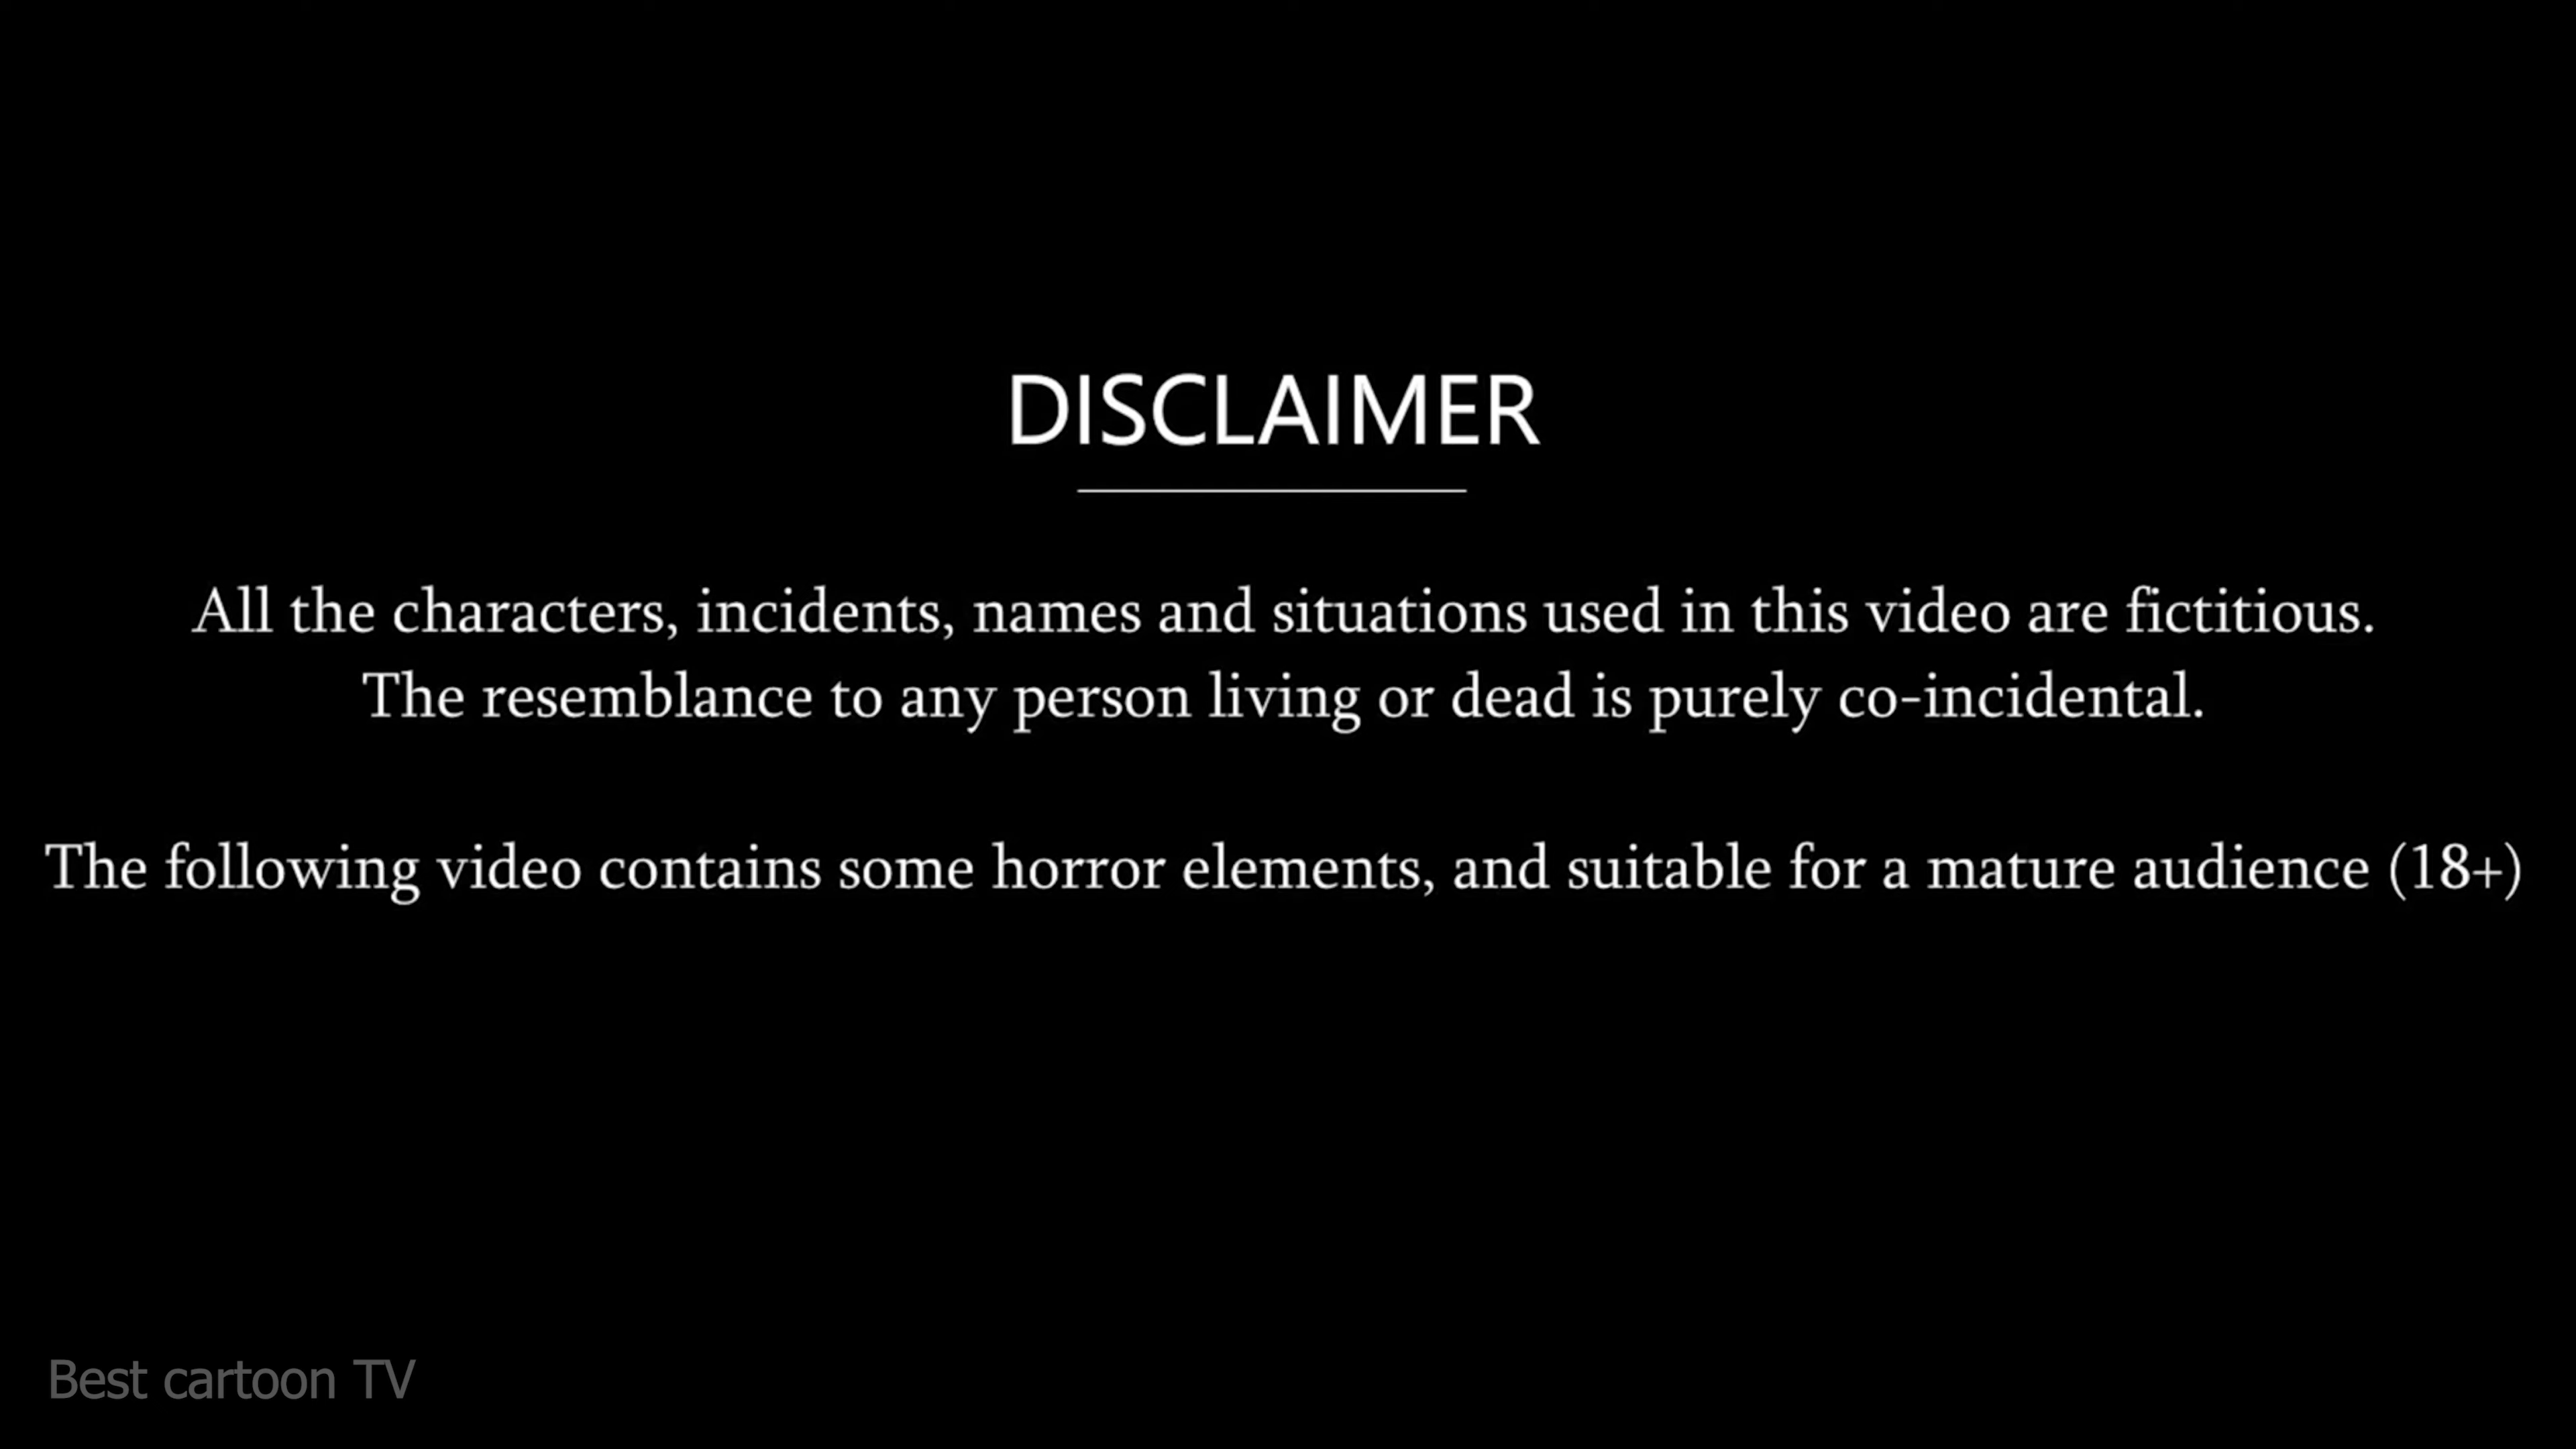 DISCLAIMER
All the characters, incidents, names and situations used in this video are fictitious.
The resemblance to any person living or dead is purely co-incidental.
The following video contains some horror elements, and suitable for a mature audience (18+)
Best cartoon TV